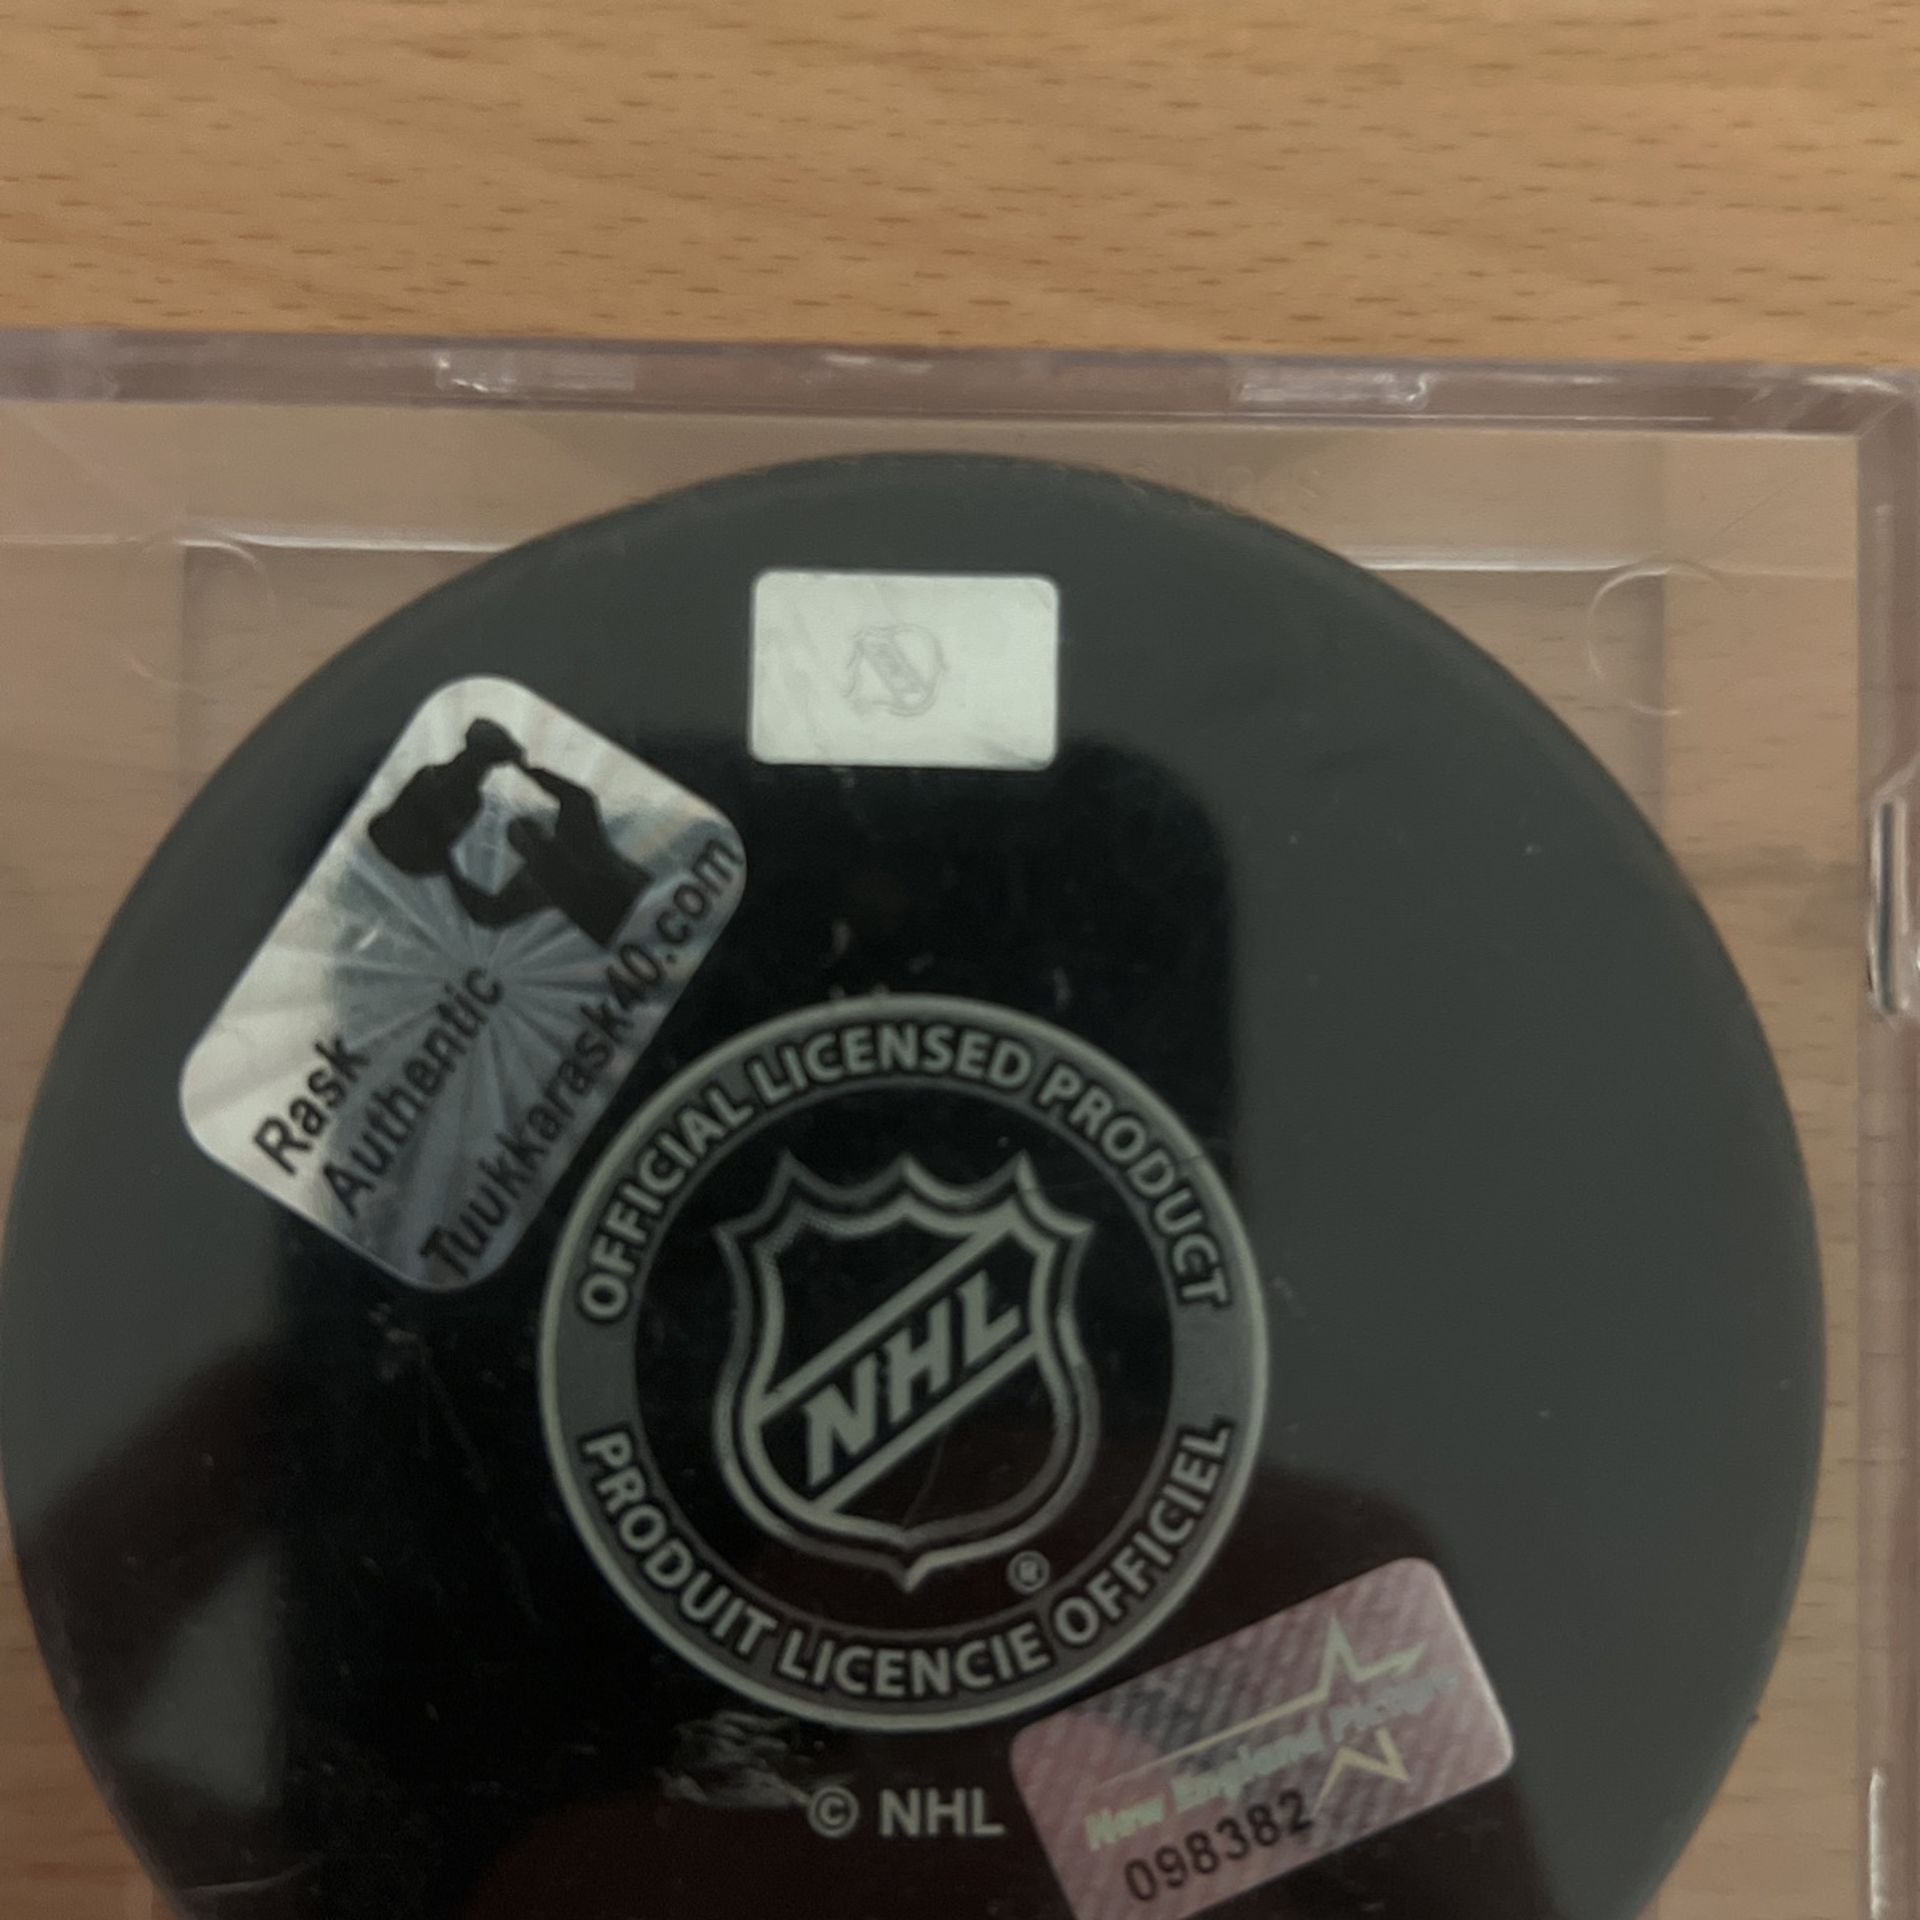 Rask
Authentic
Tuukkarask40.com
OFFICIAL LICENSED PRODUCT
NHL
®
PRODUIT LICENCIE OFFICIEL
© NHL
New England Picture
098382